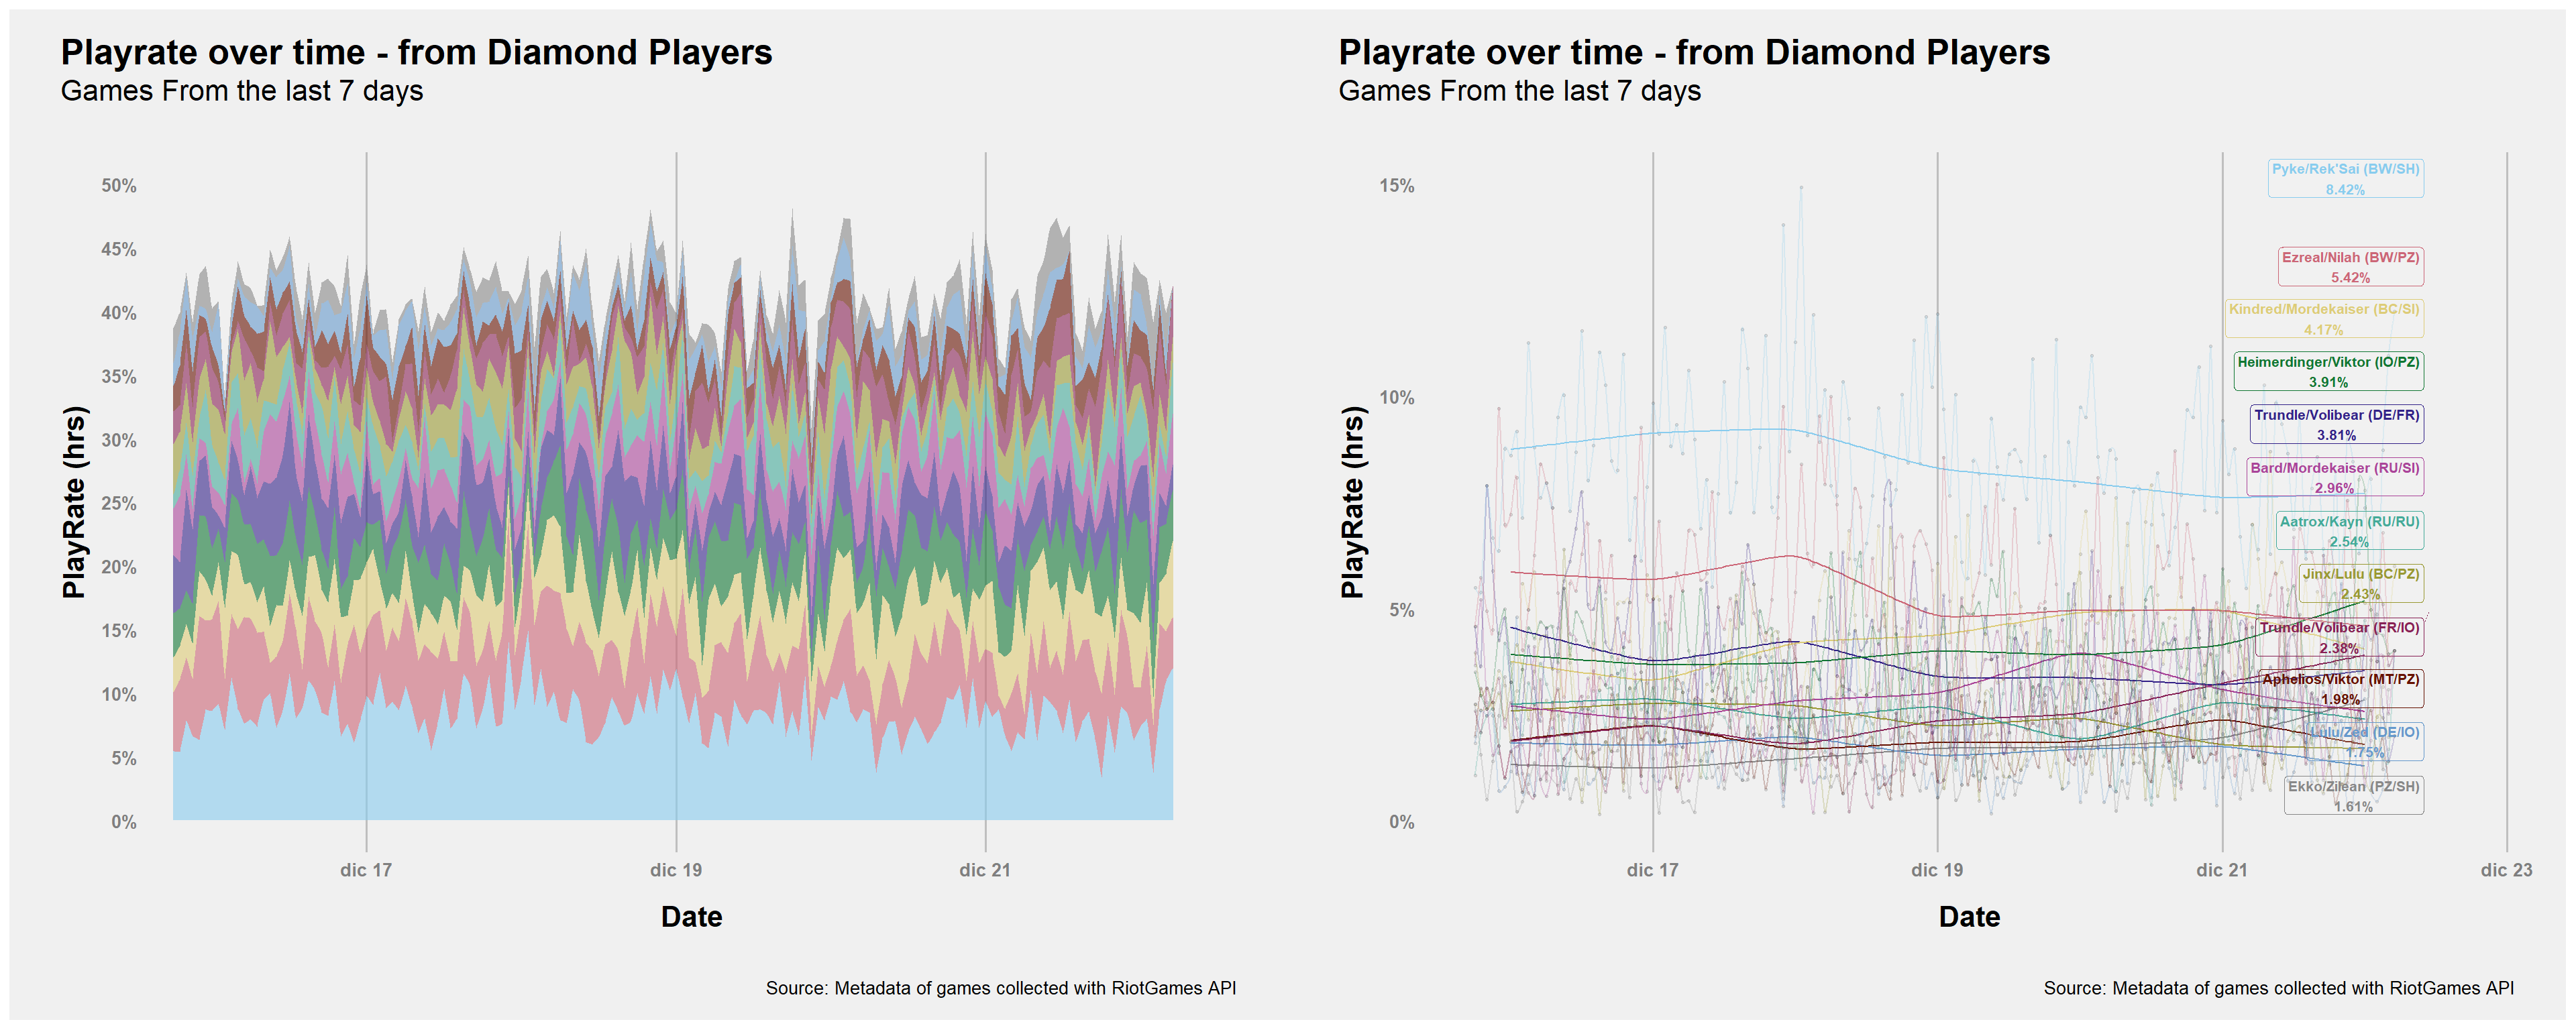 Playrate over time - from Diamond Players
Games From the last 7 days
50%
45%
40%
35%
30%
25%
20%
15%
10%
5%
0%
PlayRate (hrs)
dic 17
dic 19
dic 21
Date
Source: Metadata of games collected with RiotGames API
Playrate over time - from Diamond Players
Games From the last 7 days
15%
10%
5%
0%
PlayRate (hrs)
Pyke/Rek'Sai (BW/SH)
8.42%
Ezreal/Nilah (BW/PZ)
5.42%
Kindred/Mordekaiser (BC/SI)
4.17%
Heimerdinger/Viktor (IO/PZ)
3.91%
Trundle/Volibear (DE/FR)
3.81%
Bard/Mordekaiser (RU/SI)
2.96%
Aatrox/Kayn (RU/RU)
2.54%
Jinx/Lulu (BC/PZ)
2.43%
Trundle/Volibear (FR/IO)
2.38%
Aphelios/Viktor (MT/PZ)
1.98%
Lulu/Zed (DE/IO)
1.75%
Ekko/Zilean (PZ/SH)
1.61%
dic 17
dic 19
dic 21
dic 23
Date
Source: Metadata of games collected with RiotGames API